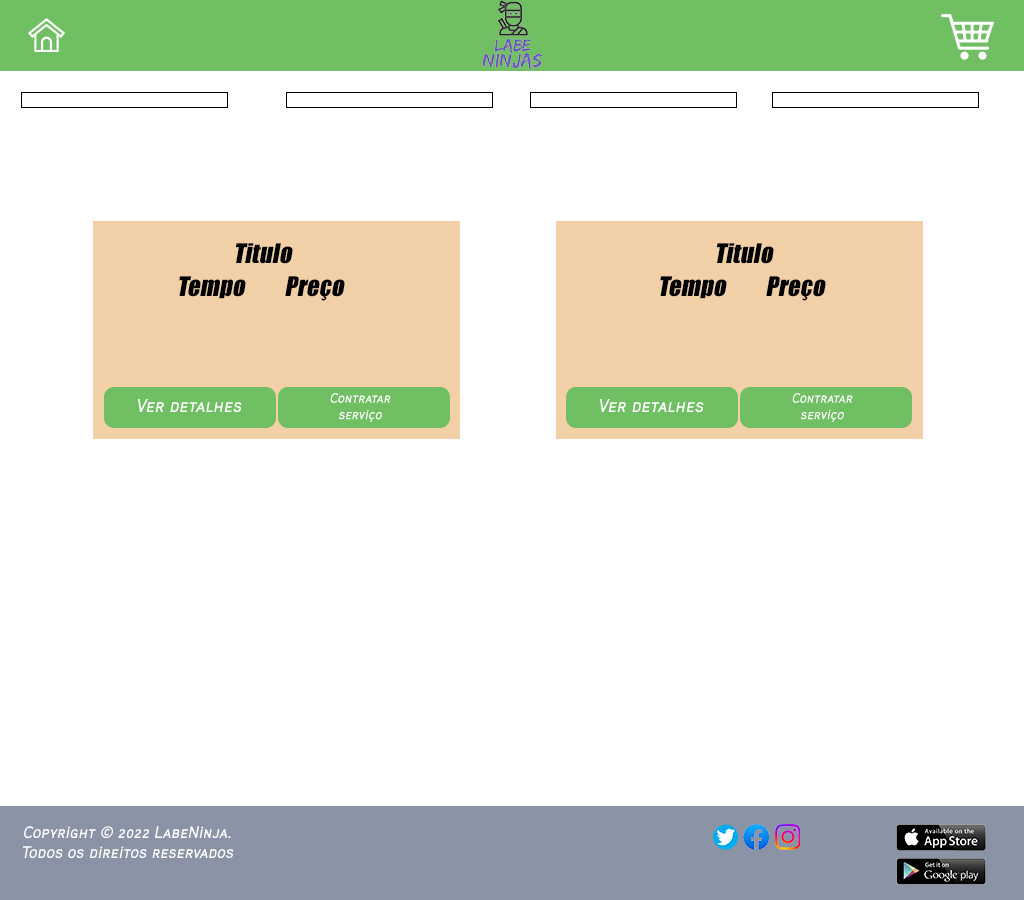 LABE
NINJAS
Titulo
Tempo Preço
Ver detalhes
Contratar
serviço
Titulo
Tempo Preço
Ver detalhes
Contratar
serviço
Copyright © 2022 LabeNinja.
Todos os direitos reservados
Available on the
App Store
Get it on
Google play